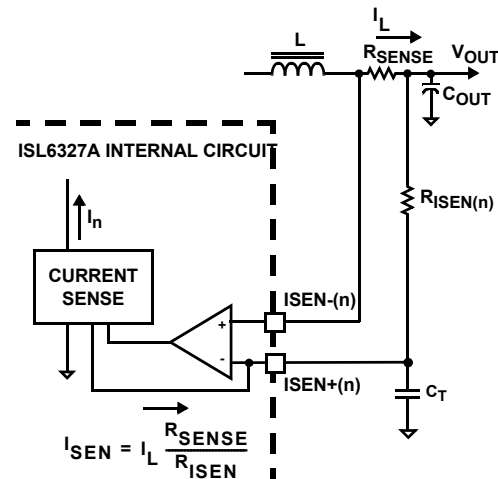 I_L
L
R_SENSE
V_OUT
C_OUT
ISL6327A INTERNAL CIRCUIT
I_n
R_ISEN(n)
CURRENT
SENSE
ISEN-(n)
+
-
ISEN+(n)
C_T
I_SEN = I_L R_SENSE / R_ISEN